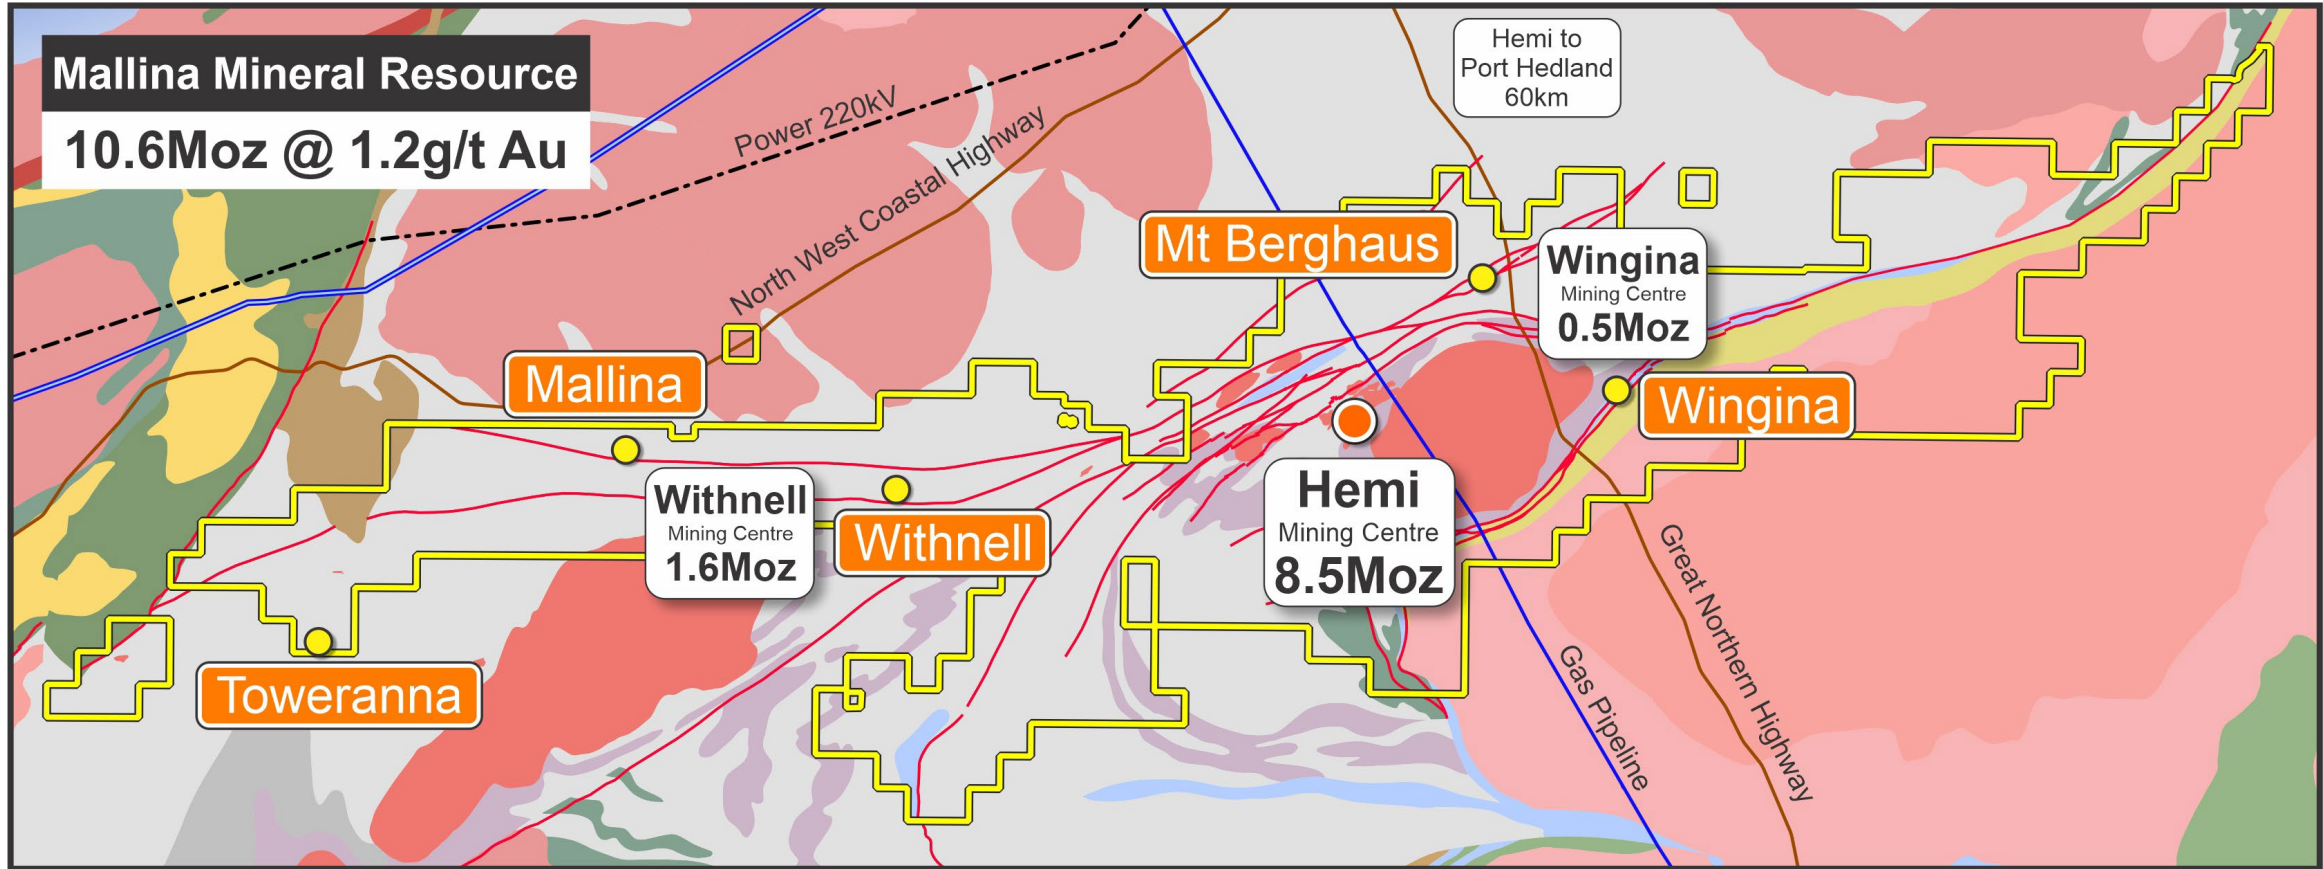 Mallina Mineral Resource
10.6Moz @ 1.2g/t Au
Hemi to
Port Hedland
60km
Power 220kV
North West Coastal Highway
Mt Berghaus
Wingina
Mining Centre
0.5Moz
Mallina
Wingina
Withnell
Mining Centre
1.6Moz
Withnell
Hemi
Mining Centre
8.5Moz
Toweranna
Gas Pipeline
Great Northern Highway